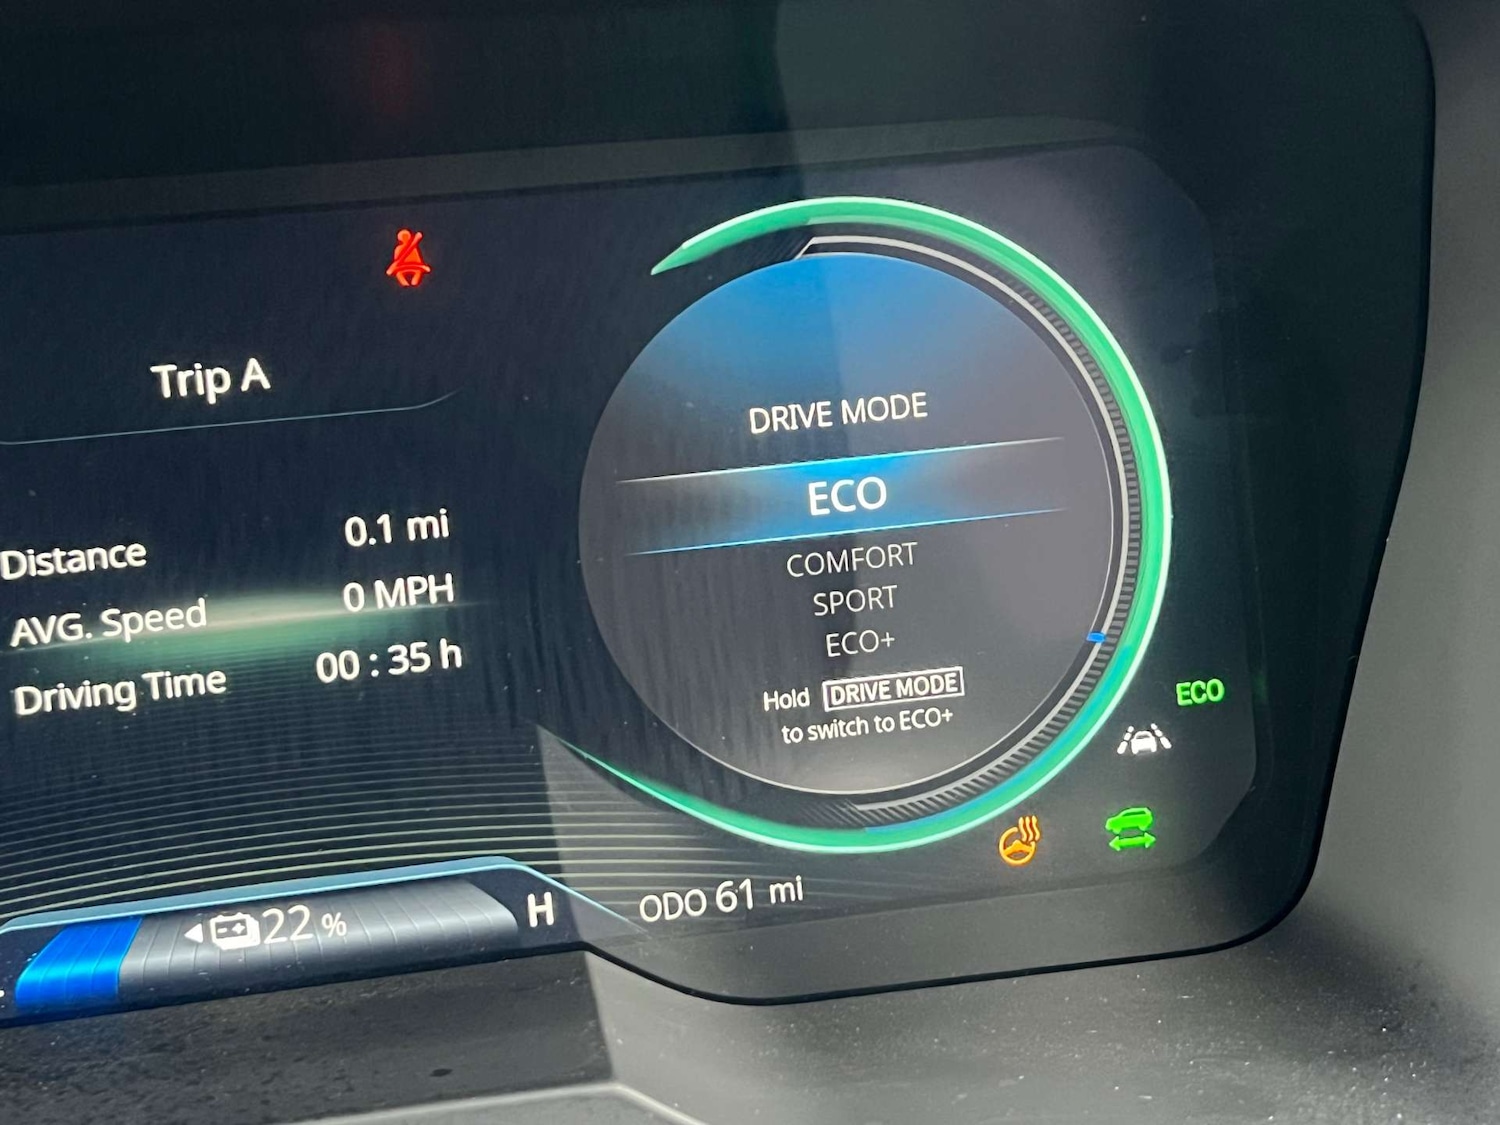 Trip A
Distance 0.1 mi
AVG. Speed 0 MPH
Driving Time 00 : 35 h
22 %
H
DRIVE MODE
ECO
COMFORT
SPORT
ECO+
Hold DRIVE MODE
to switch to ECO+
ECO
ODO 61 mi